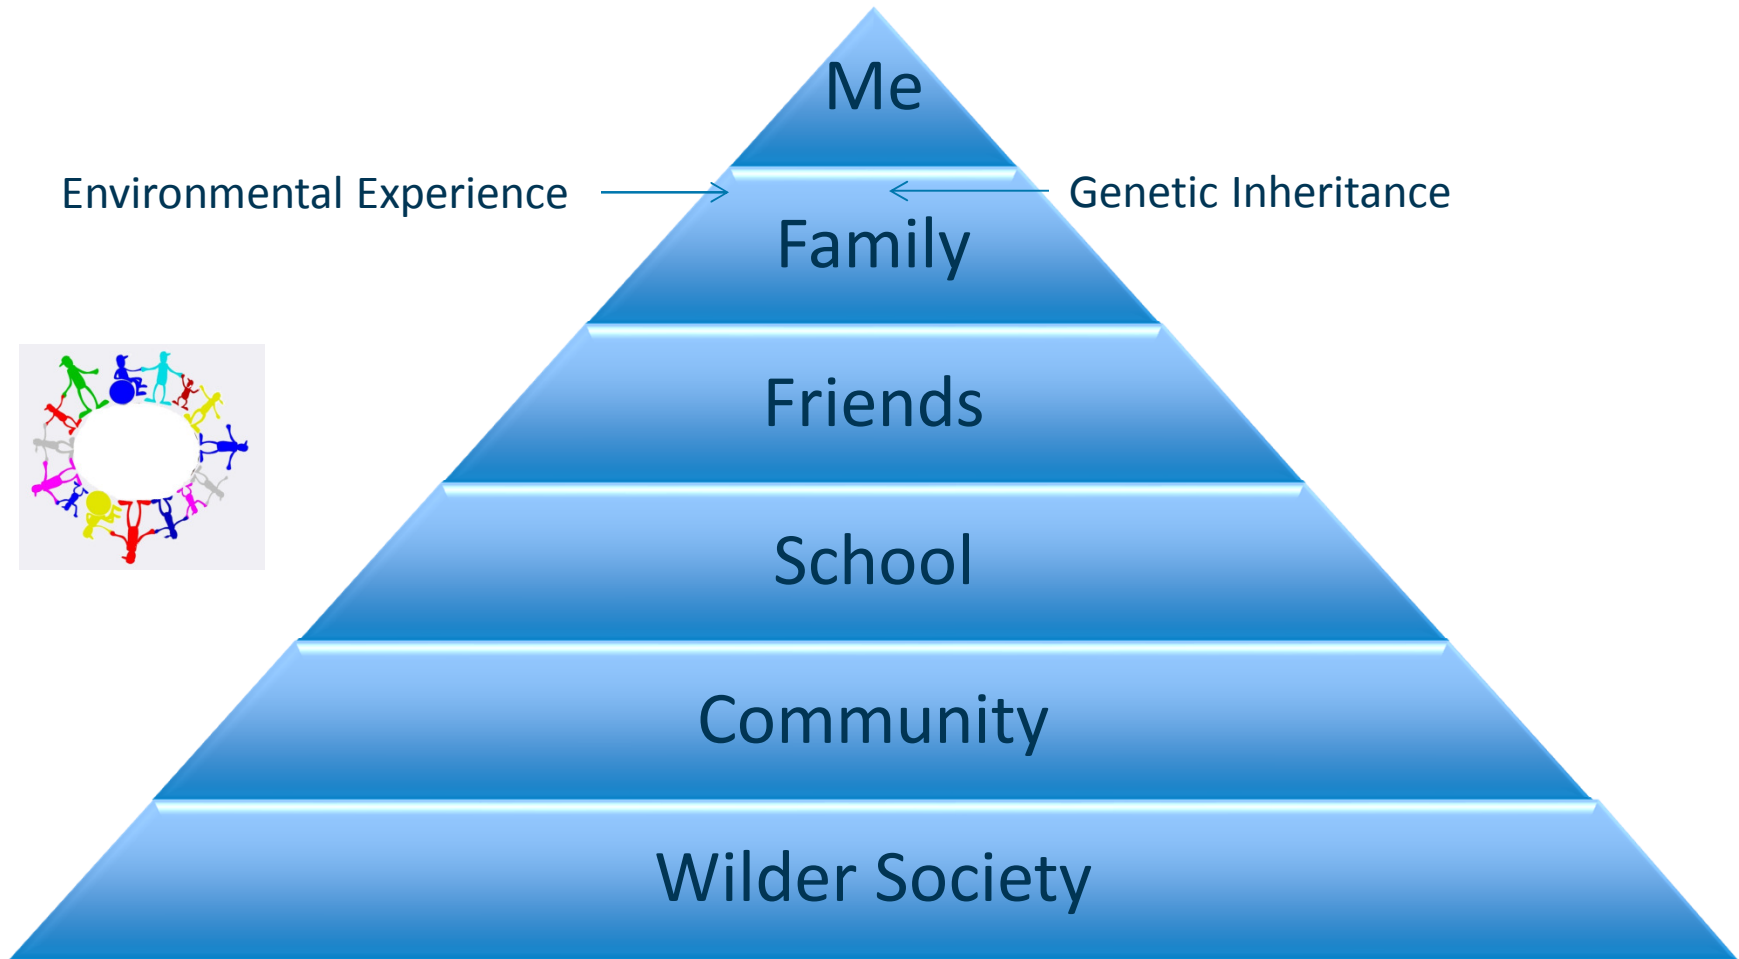 Me
Environmental Experience
Genetic Inheritance
Family
Friends
School
Community
Wilder Society